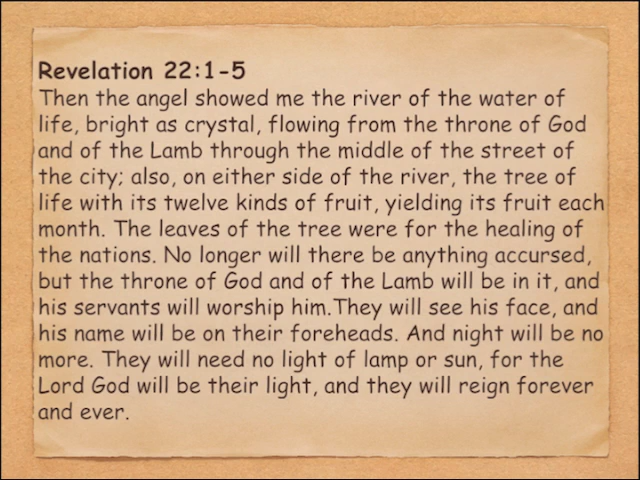 Revelation 22:1-5
Then the angel showed me the river of the water of
life, bright as crystal, flowing from the throne of God
and of the Lamb through the middle of the street of
the city; also, on either side of the river, the tree of
life with its twelve kinds of fruit, yielding its fruit each
month. The leaves of the tree were for the healing of
the nations. No longer will there be anything accursed,
but the throne of God and of the Lamb will be in it, and
his servants will worship him.They will see his face, and
his name will be on their foreheads. And night will be no
more. They will need no light of lamp or sun, for the
Lord God will be their light, and they will reign forever
and ever.